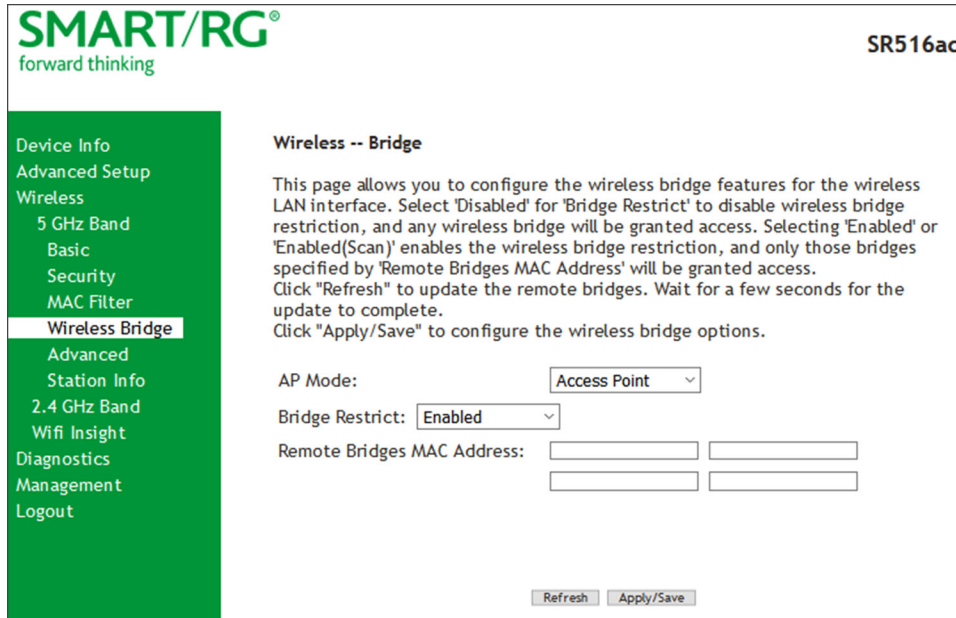 SMART/RG®
forward thinking
SR516ac
Device Info
Advanced Setup
Wireless
5 GHz Band
Basic
Security
MAC Filter
Wireless Bridge
Advanced
Station Info
2.4 GHz Band
Wifi Insight
Diagnostics
Management
Logout
Wireless -- Bridge
This page allows you to configure the wireless bridge features for the wireless
LAN interface. Select 'Disabled' for 'Bridge Restrict' to disable wireless bridge
restriction, and any wireless bridge will be granted access. Selecting 'Enabled' or
'Enabled(Scan)' enables the wireless bridge restriction, and only those bridges
specified by 'Remote Bridges MAC Address' will be granted access.
Click "Refresh" to update the remote bridges. Wait for a few seconds for the
update to complete.
Click "Apply/Save" to configure the wireless bridge options.
AP Mode: Access Point
Bridge Restrict: Enabled
Remote Bridges MAC Address:
Refresh Apply/Save